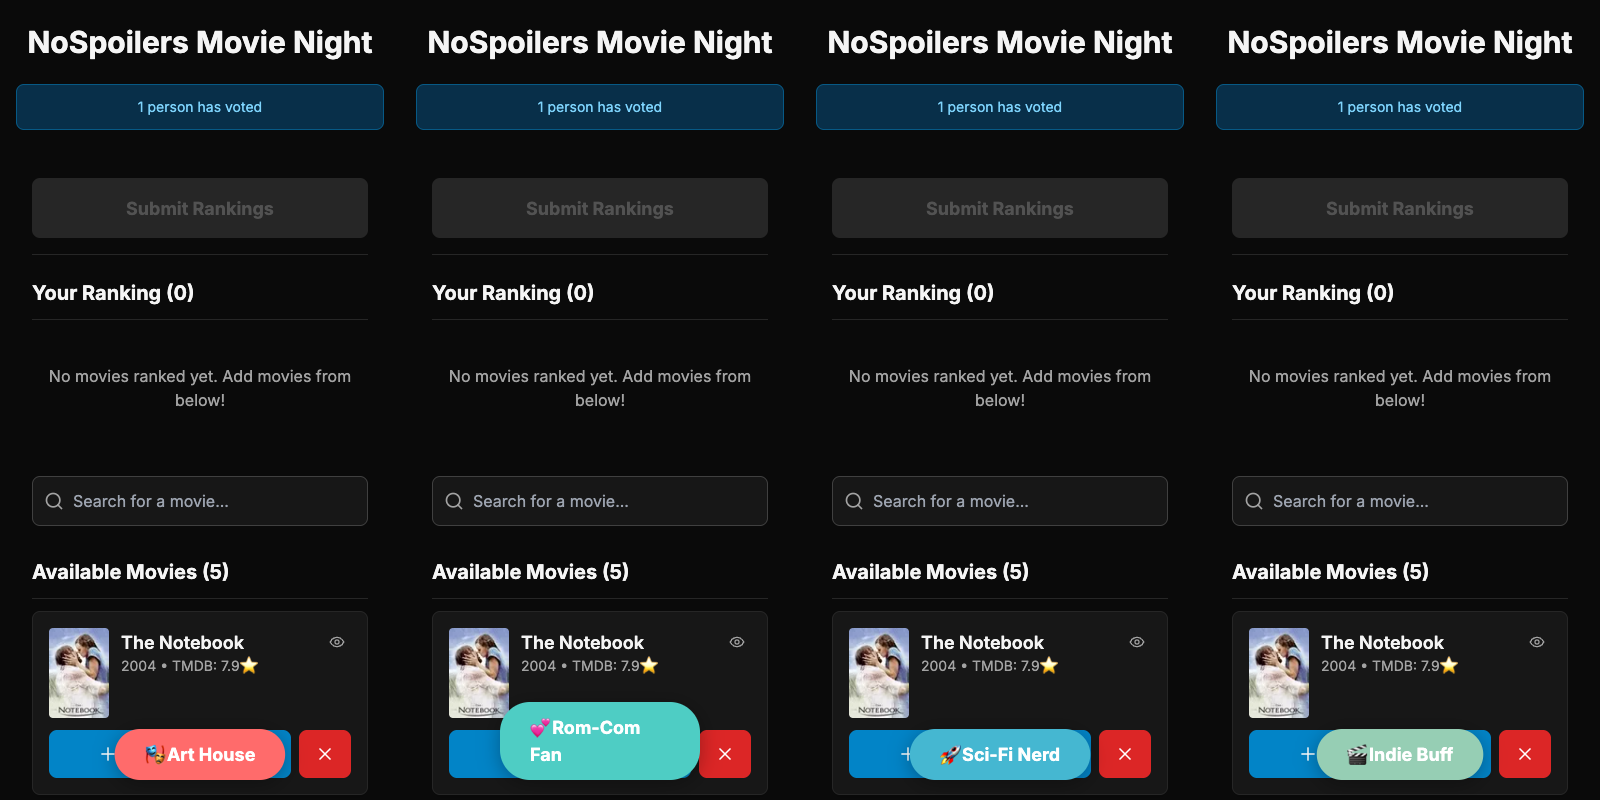 NoSpoilers Movie Night
1 person has voted
Submit Rankings
Your Ranking (0)
No movies ranked yet. Add movies from
below!
Search for a movie...
Available Movies (5)
The Notebook
2004 • TMDB: 7.9⭐
NOTEBOOK
🎭Art House
NoSpoilers Movie Night
1 person has voted
Submit Rankings
Your Ranking (0)
No movies ranked yet. Add movies from
below!
Search for a movie...
Available Movies (5)
The Notebook
2004 • TMDB: 7.9⭐
NOTEBOOK
💕Rom-Com
Fan
NoSpoilers Movie Night
1 person has voted
Submit Rankings
Your Ranking (0)
No movies ranked yet. Add movies from
below!
Search for a movie...
Available Movies (5)
The Notebook
2004 • TMDB: 7.9⭐
NOTEBOOK
🚀Sci-Fi Nerd
NoSpoilers Movie Night
1 person has voted
Submit Rankings
Your Ranking (0)
No movies ranked yet. Add movies from
below!
Search for a movie...
Available Movies (5)
The Notebook
2004 • TMDB: 7.9⭐
NOTEBOOK
🎬Indie Buff